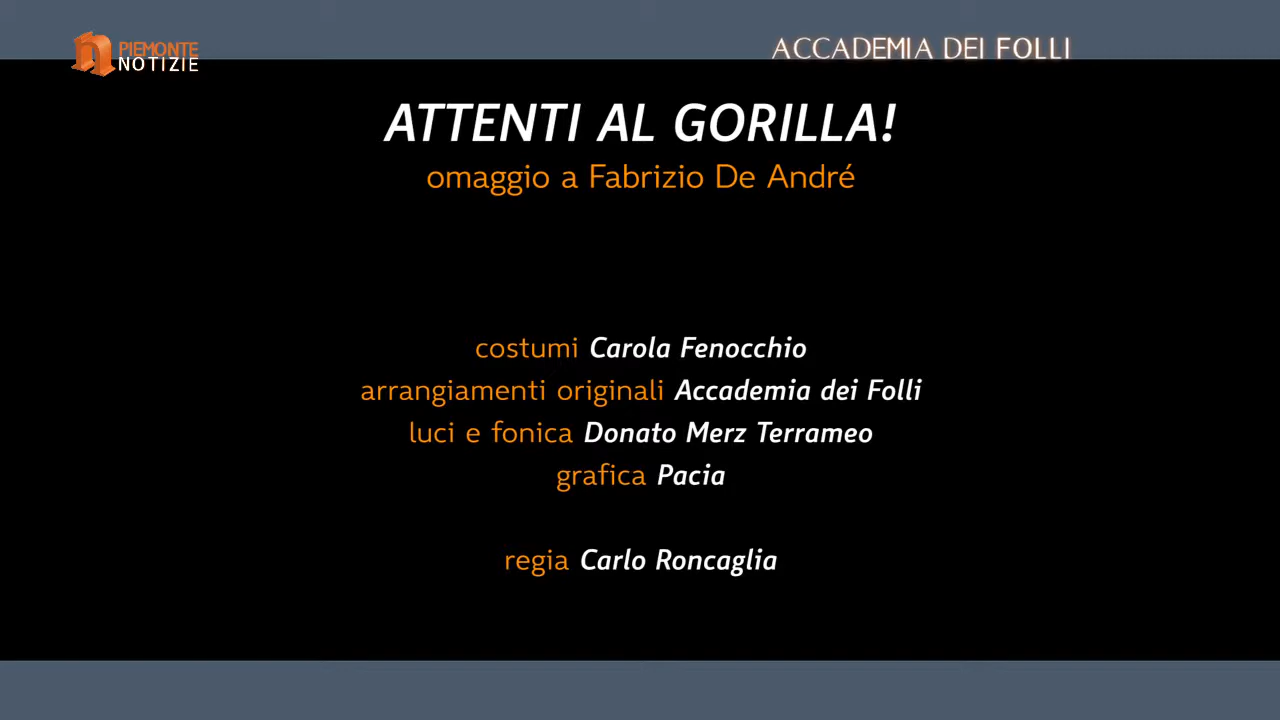 PIEMONTE
NOTIZIE
ACCADEMIA DEI FOLLI
ATTENTI AL GORILLA!
omaggio a Fabrizio De André
costumi Carola Fenocchio
arrangiamenti originali Accademia dei Folli
luci e fonica Donato Merz Terrameo
grafica Pacia
regia Carlo Roncaglia